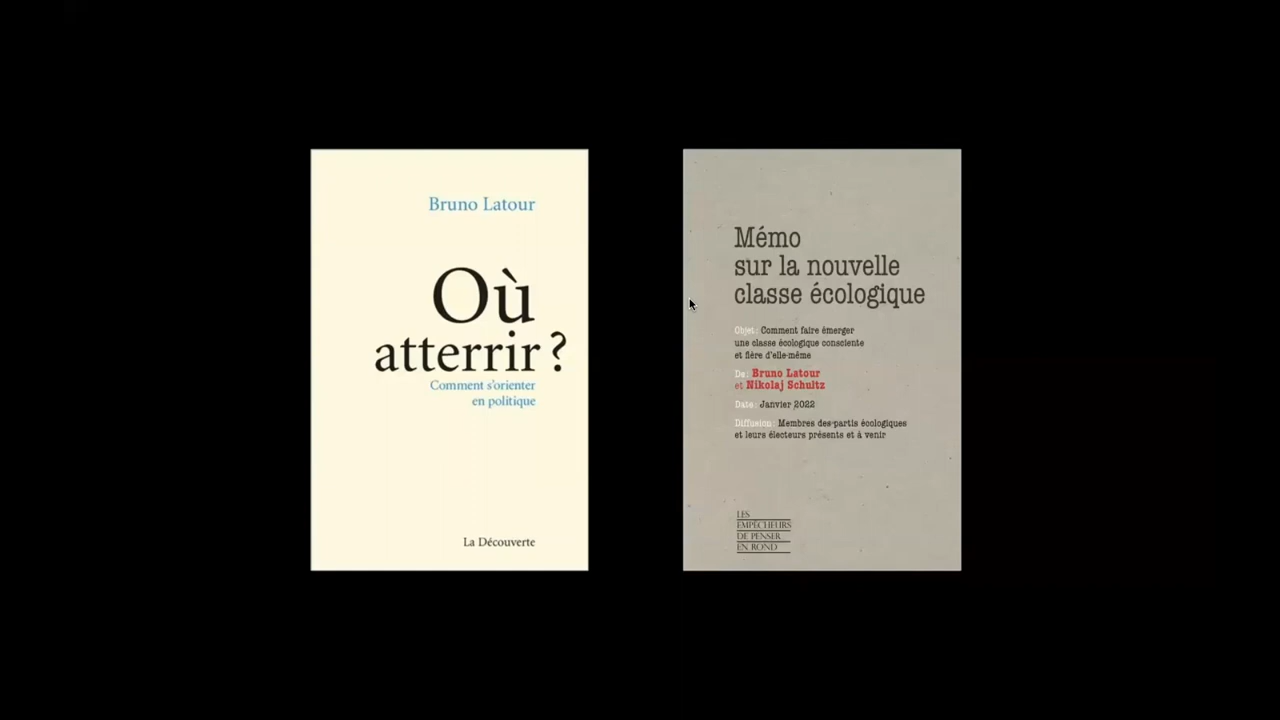 Bruno Latour
Où
atterrir ?
Comment s'orienter
en politique
La Découverte
Mémo
sur la nouvelle
classe écologique
Objet: Comment faire émerger
une classe écologique consciente
et fière d'elle-même
De: Bruno Latour
et Nikolaj Schultz
Date: Janvier 2022
Diffusion: Membres des partis écologiques
et leurs électeurs présents et à venir
LES
EMPÊCHEURS
DE PENSER
EN ROND